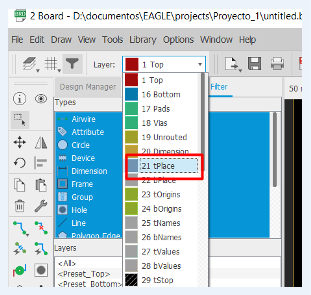 2 Board - D:\documentos\EAGLE\projects\Proyecto_1\untitled.b
File Edit Draw View Tools Library Options Window Help
Layer: 1 Top
Design Manager Filter
Types
Airwire
Attribute
Circle
Device
Dimension
Frame
Group
Hole
Line
Polygon Edge
Layers
<All>
<Preset_Top>
<Preset_Bottom>
1 Top
16 Bottom
17 Pads
18 Vias
19 Unrouted
20 Dimension
21 tPlace
22 bPlace
23 tOrigins
24 bOrigins
25 tNames
26 bNames
27 tValues
28 bValues
29 tStop
50 m